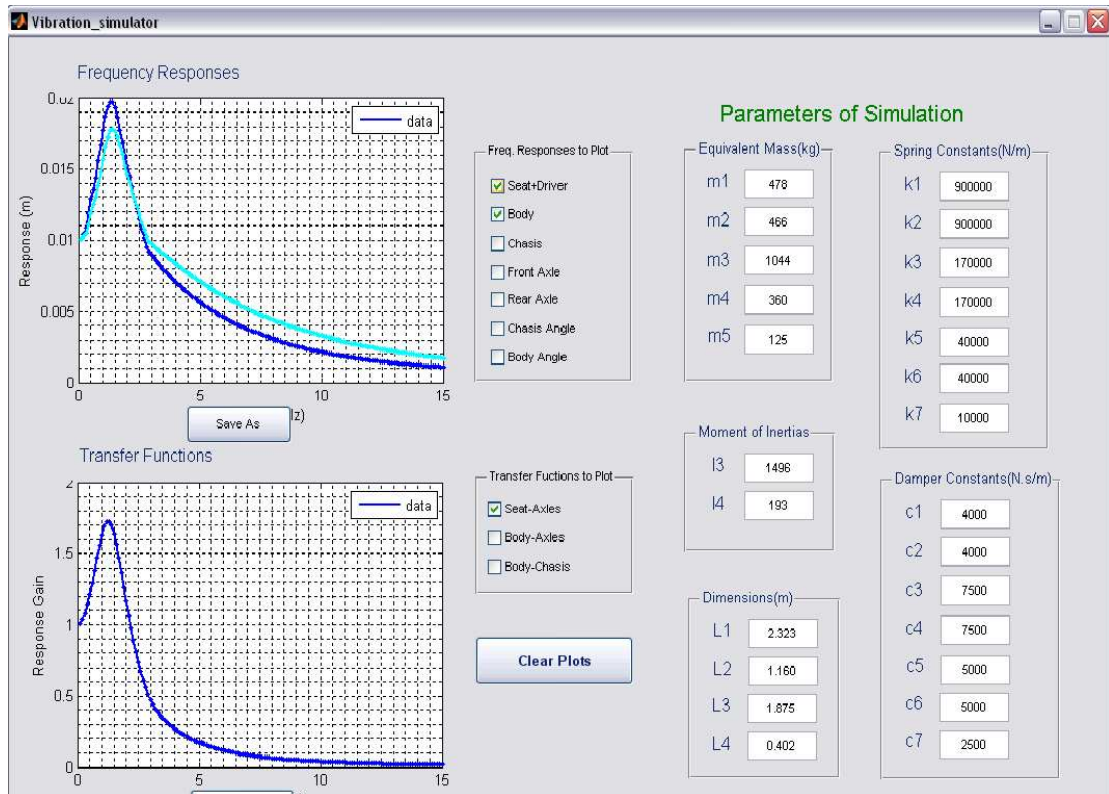 Vibration_simulator
Frequency Responses
0.02
0.015
0.01
0.005
0
Response (m)
data
0
5
10
15
lz)
Save As
Freq. Responses to Plot
Seat+Driver
Body
Chasis
Front Axle
Rear Axle
Chasis Angle
Body Angle
Transfer Functions
2
1.5
1
0.5
0
Response Gain
data
0
5
10
15
Transfer Fuctions to Plot
Seat-Axles
Body-Axles
Body-Chasis
Clear Plots
Parameters of Simulation
Equivalent Mass(kg)
m1 478
m2 466
m3 1044
m4 360
m5 125
Moment of Inertias
I3 1496
I4 193
Dimensions(m)
L1 2.323
L2 1.160
L3 1.875
L4 0.402
Spring Constants(N/m)
k1 900000
k2 900000
k3 170000
k4 170000
k5 40000
k6 40000
k7 10000
Damper Constants(N.s/m)
c1 4000
c2 4000
c3 7500
c4 7500
c5 5000
c6 5000
c7 2500